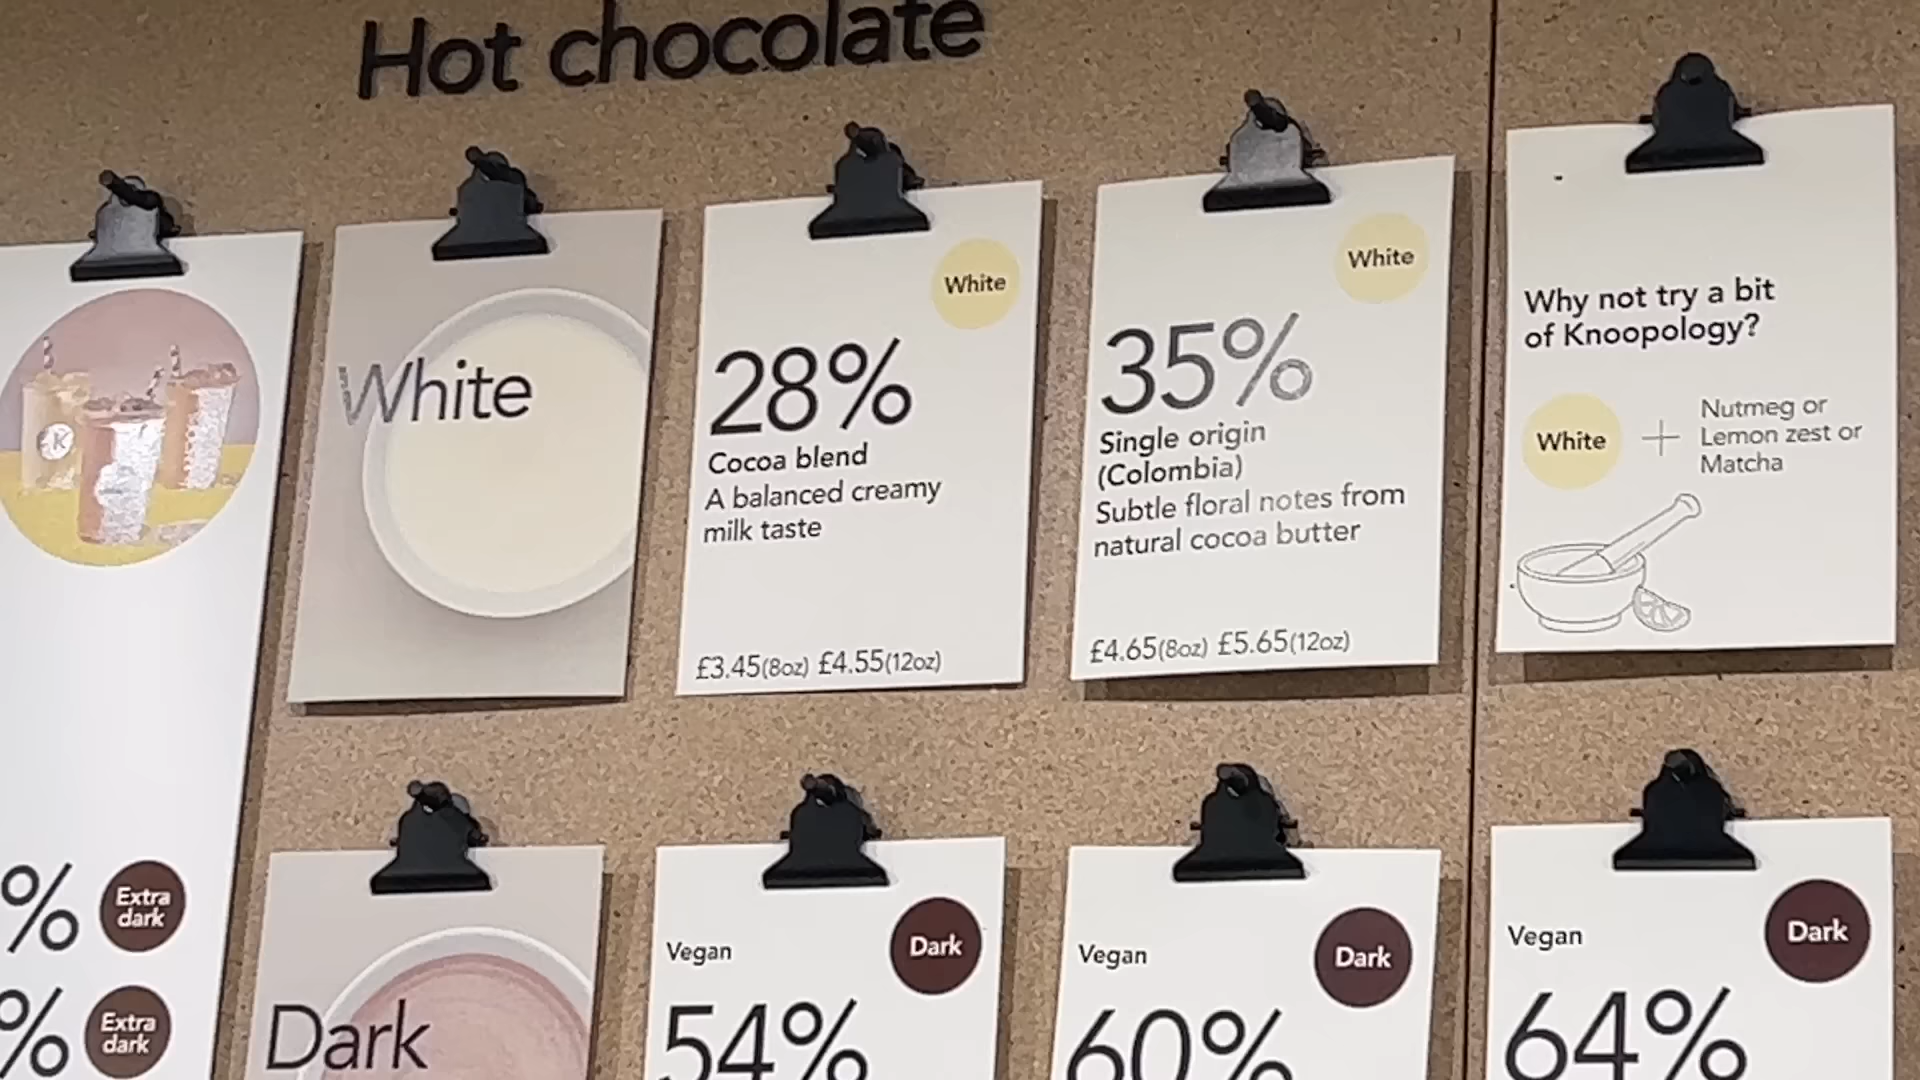 Hot chocolate
White
White
28%
Cocoa blend
A balanced creamy
milk taste
£3.45(8oz) £4.55(12oz)
White
35%
Single origin
(Colombia)
Subtle floral notes from
natural cocoa butter
£4.65(8oz) £5.65(12oz)
Why not try a bit
of Knoopology?
White
+
Nutmeg or
Lemon zest or
Matcha
K
%
Extra
dark
%
Extra
dark
Dark
Vegan
Dark
54%
Vegan
Dark
60%
Vegan
Dark
64%